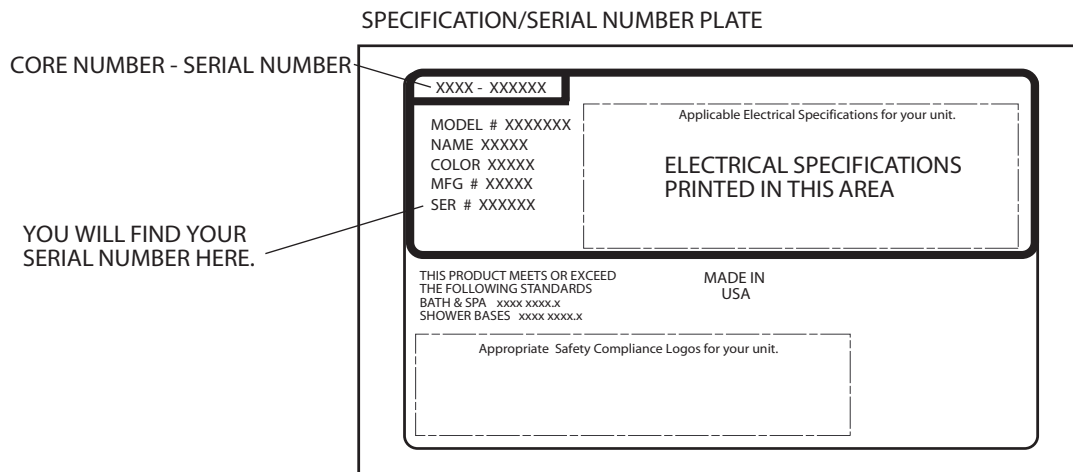 SPECIFICATION/SERIAL NUMBER PLATE
CORE NUMBER - SERIAL NUMBER
XXXX - XXXXXX
MODEL # XXXXXXX
NAME XXXXX
COLOR XXXXX
MFG # XXXXX
SER # XXXXXX
Applicable Electrical Specifications for your unit.
ELECTRICAL SPECIFICATIONS
PRINTED IN THIS AREA
YOU WILL FIND YOUR
SERIAL NUMBER HERE.
THIS PRODUCT MEETS OR EXCEED
THE FOLLOWING STANDARDS
BATH & SPA xxxx xxxx.x
SHOWER BASES xxxx xxxx.x
MADE IN
USA
Appropriate Safety Compliance Logos for your unit.